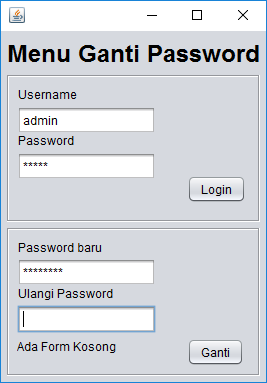 Menu Ganti Password
Username
admin
Password
*****
Login
Password baru
********
Ulangi Password
Ada Form Kosong
Ganti